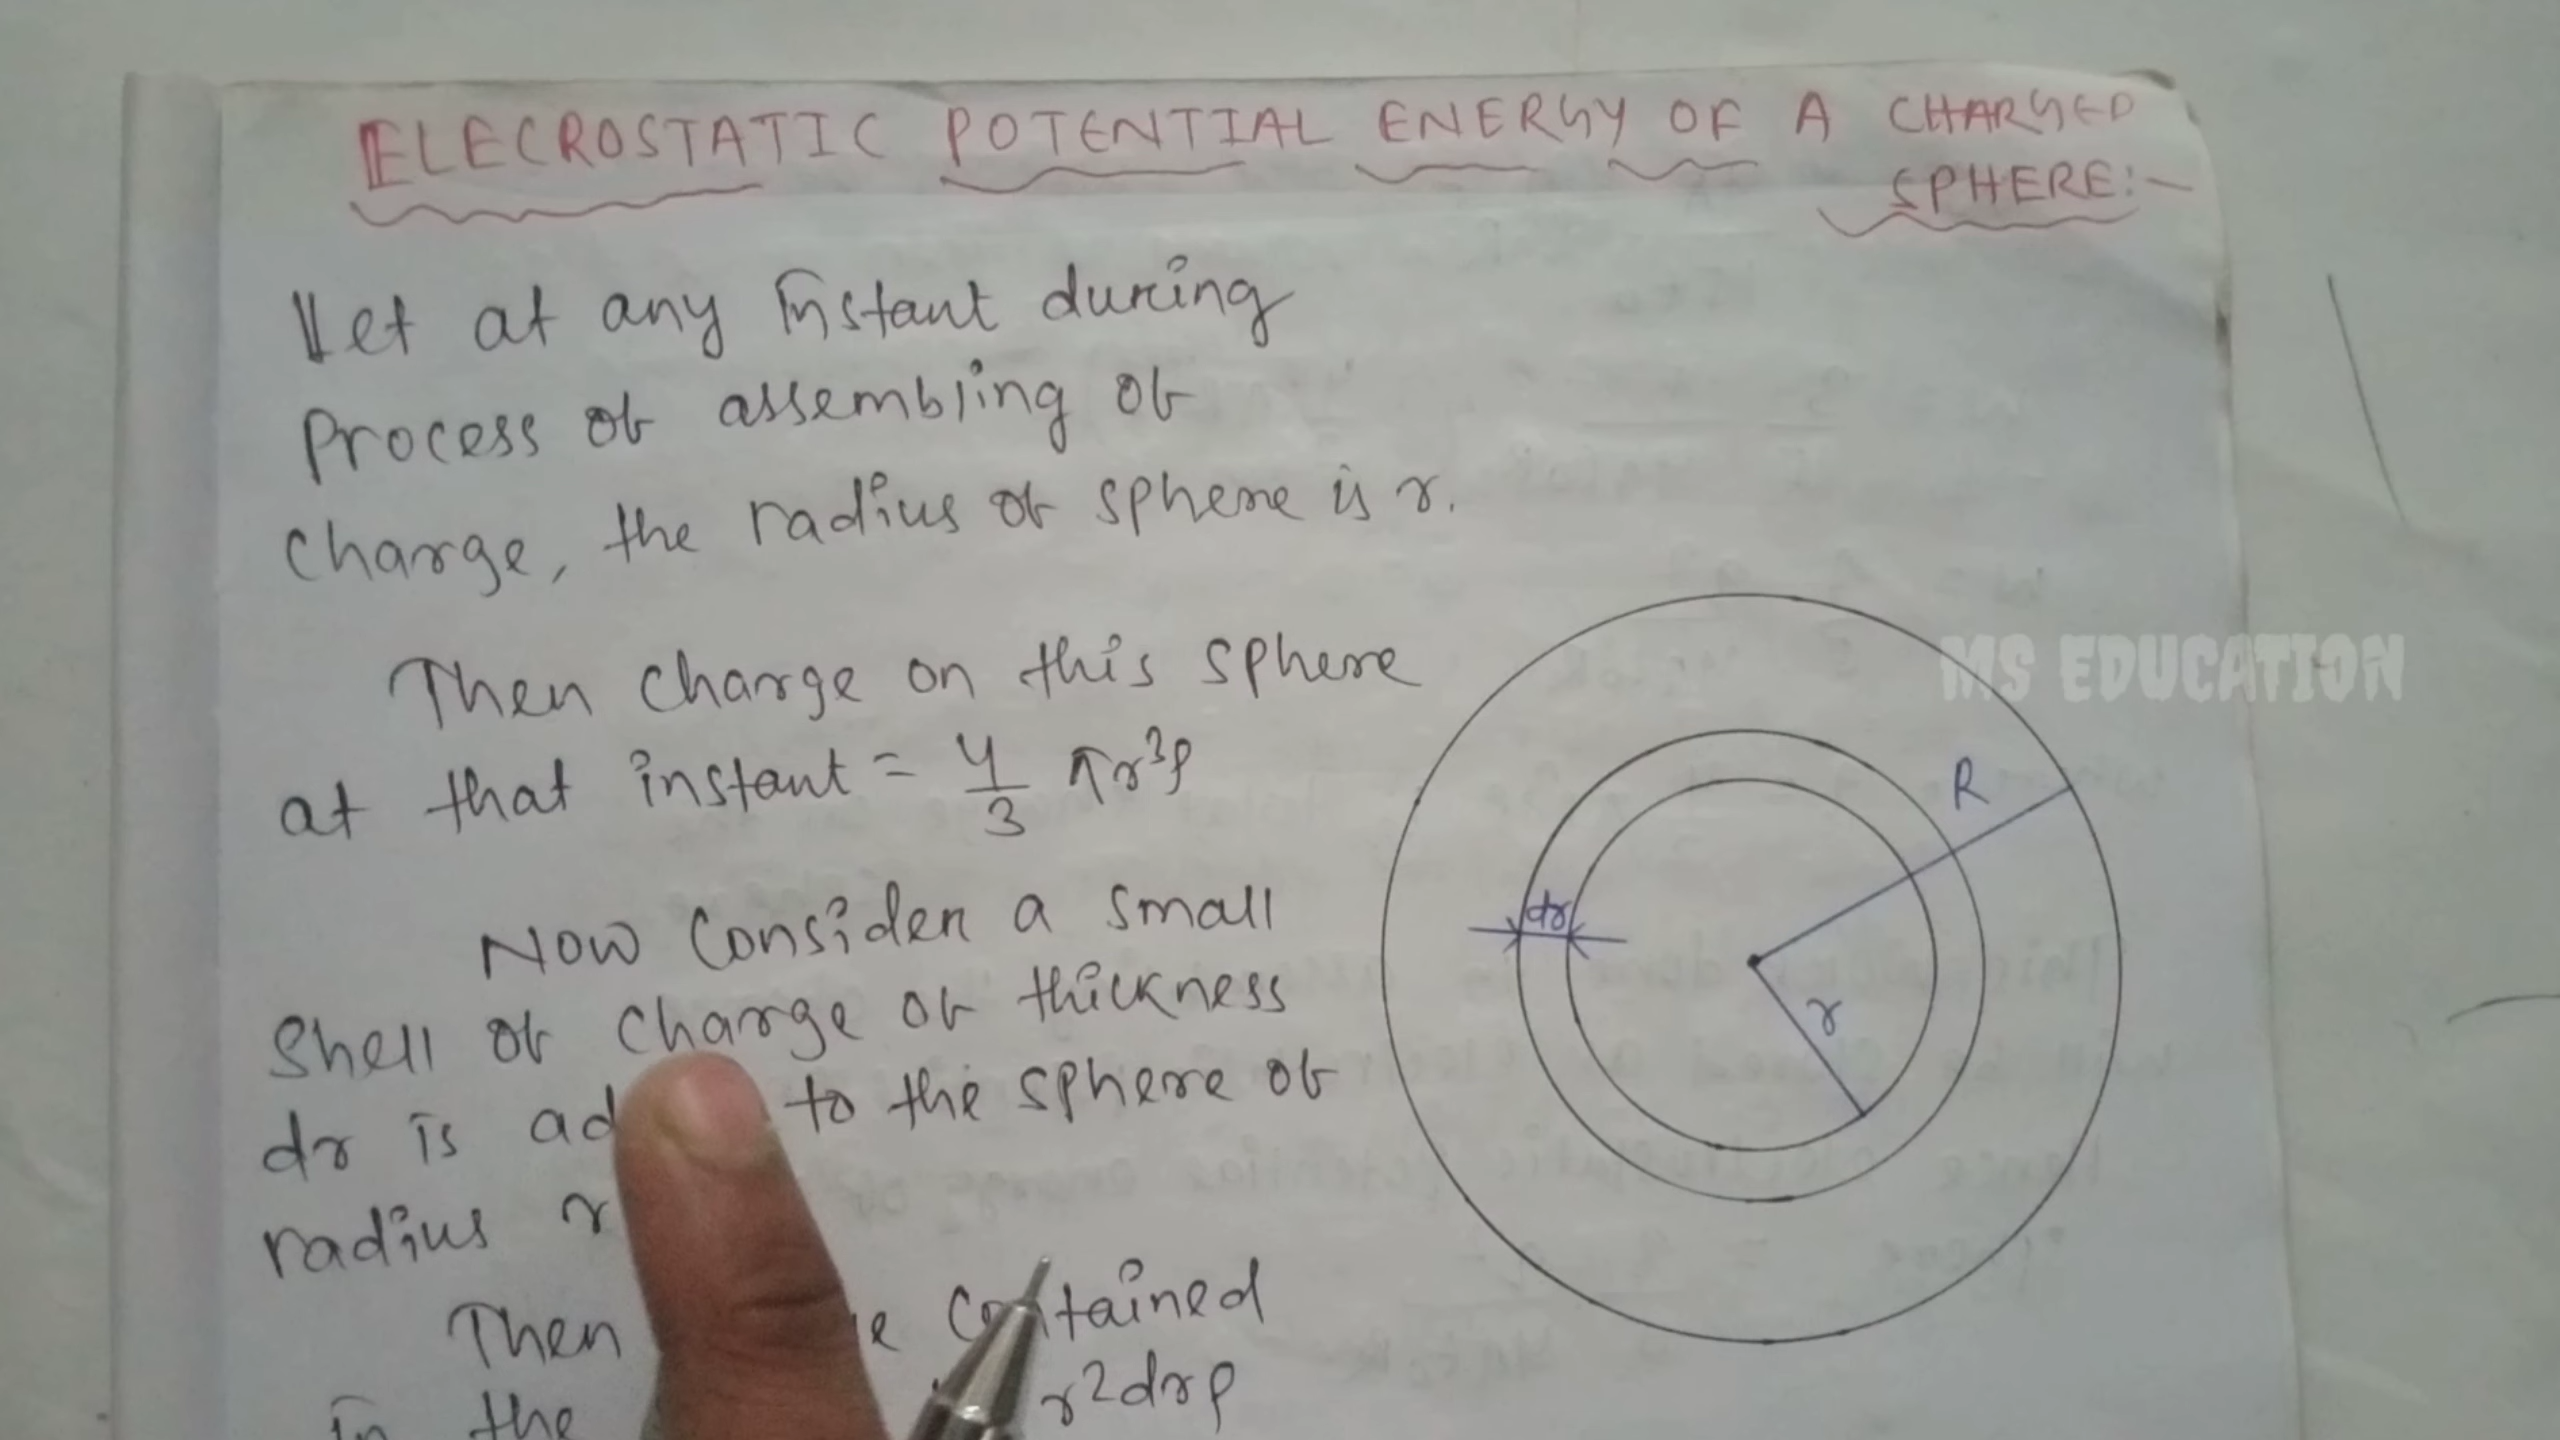 ELECROSTATIC POTENTIAL ENERGY OF A CHARGED
SPHERE:-
Let at any instant during
Process of assembling of
Charge, the radius of sphere is r.
Then charge on this sphere
at that instant = 4/3 πr³ρ
MS EDUCATION
R
Now Consider a small
dr
Shell of charge of thickness
r
dr is to the sphere of
radius r
Then contained
In the r²drρ